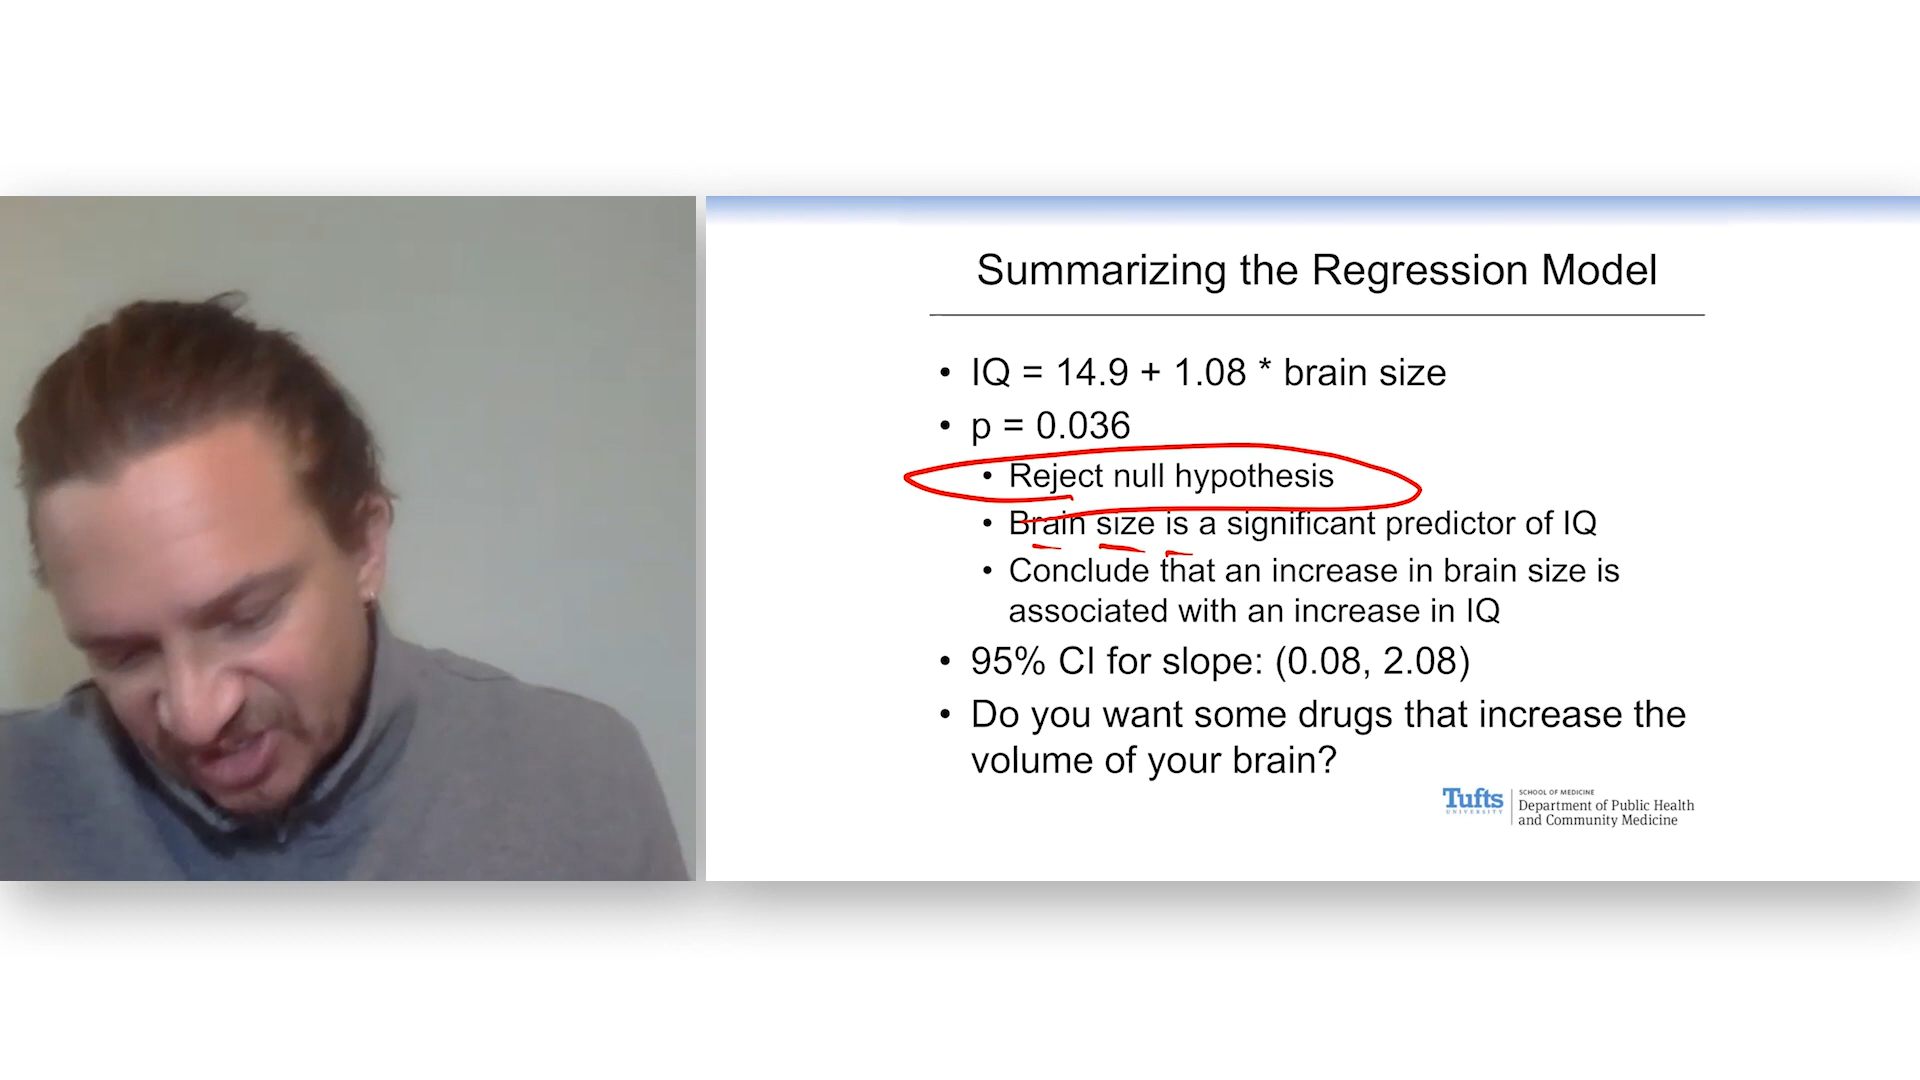 Summarizing the Regression Model
• IQ = 14.9 + 1.08 * brain size
• p = 0.036
• Reject null hypothesis
• Brain size is a significant predictor of IQ
• Conclude that an increase in brain size is
associated with an increase in IQ
• 95% CI for slope: (0.08, 2.08)
• Do you want some drugs that increase the
volume of your brain?
Tufts
UNIVERSITY
SCHOOL OF MEDICINE
Department of Public Health
and Community Medicine